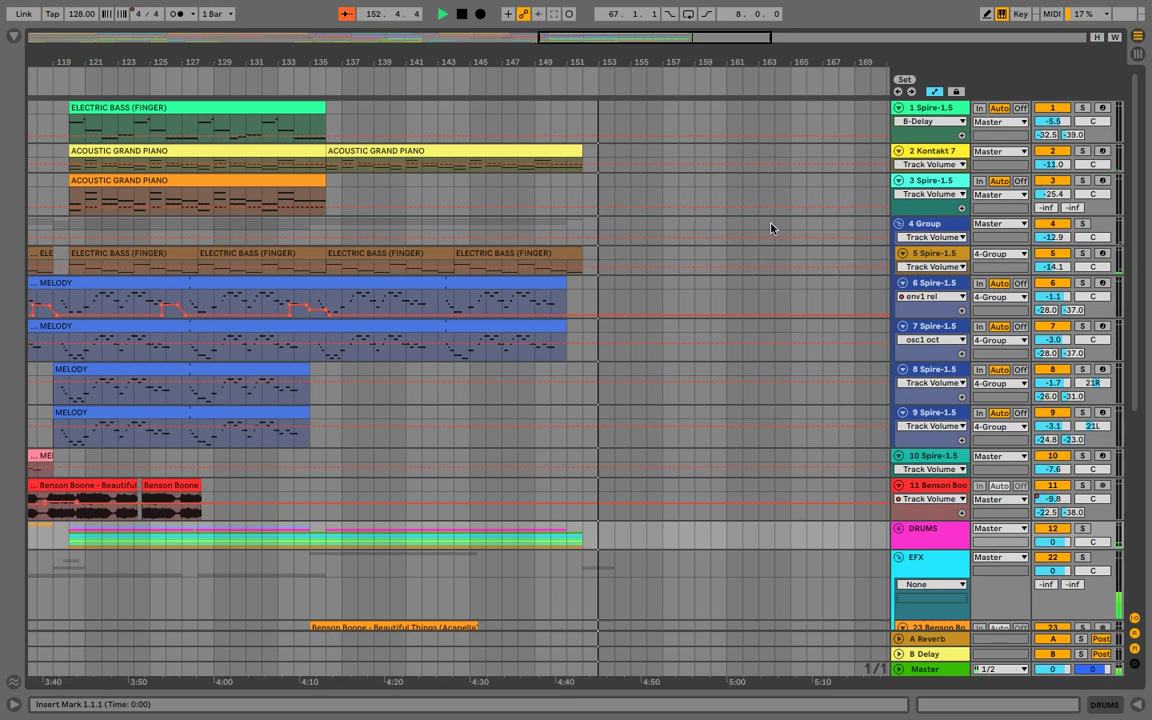 Link Tap 128.00 4 / 4 1 Bar 152. 4. 4 67. 1. 1 8. 0. 0 Key MIDI 17 %
H W
119 121 123 125 127 129 131 133 135 137 139 141 143 145 147 149 151 153 155 157 159 161 163 165 167 169
Set
ELECTRIC BASS (FINGER) 1 Spire-1.5 In Auto Off 1 S
B-Delay Master -5.5 C
-32.5 -39.0
ACOUSTIC GRAND PIANO ACOUSTIC GRAND PIANO 2 Kontakt 7 Master 2 S
Track Volume -11.0 C
ACOUSTIC GRAND PIANO 3 Spire-1.5 In Auto Off 3 S
Track Volume Master -25.4 C
-inf -inf
4 Group Master 4 S
Track Volume -12.9 C
... ELE ELECTRIC BASS (FINGER) ELECTRIC BASS (FINGER) ELECTRIC BASS (FINGER) ELECTRIC BASS (FINGER) 5 Spire-1.5 4-Group 5 S
Track Volume -14.1 C
... MELODY 6 Spire-1.5 In Auto Off 6 S
env1 rel 4-Group -1.1 C
-28.0 -37.0
... MELODY 7 Spire-1.5 In Auto Off 7 S
osc1 oct 4-Group -3.0 C
-28.0 -37.0
MELODY 8 Spire-1.5 In Auto Off 8 S
Track Volume 4-Group -1.7 21R
-26.0 -31.0
MELODY 9 Spire-1.5 In Auto Off 9 S
Track Volume 4-Group -3.1 21L
-24.8 -23.0
... MEI 10 Spire-1.5 Master 10 S
Track Volume -7.6 C
... Benson Boone - Beautiful Benson Boone 11 Benson Boo In Auto Off 11 S
Track Volume Master -9.8 C
-22.5 -38.0
DRUMS Master 12 S
0 C
EFX Master 22 S
0 C
None -inf -inf
Benson Boone - Beautiful Things (Acapella) 23 Benson Bo In Auto Off 23 S
A Reverb A S Post
B Delay B S Post
1/1 Master 1/2 0 0
3:40 3:50 4:00 4:10 4:20 4:30 4:40 4:50 5:00 5:10
Insert Mark 1.1.1 (Time: 0:00) DRUMS